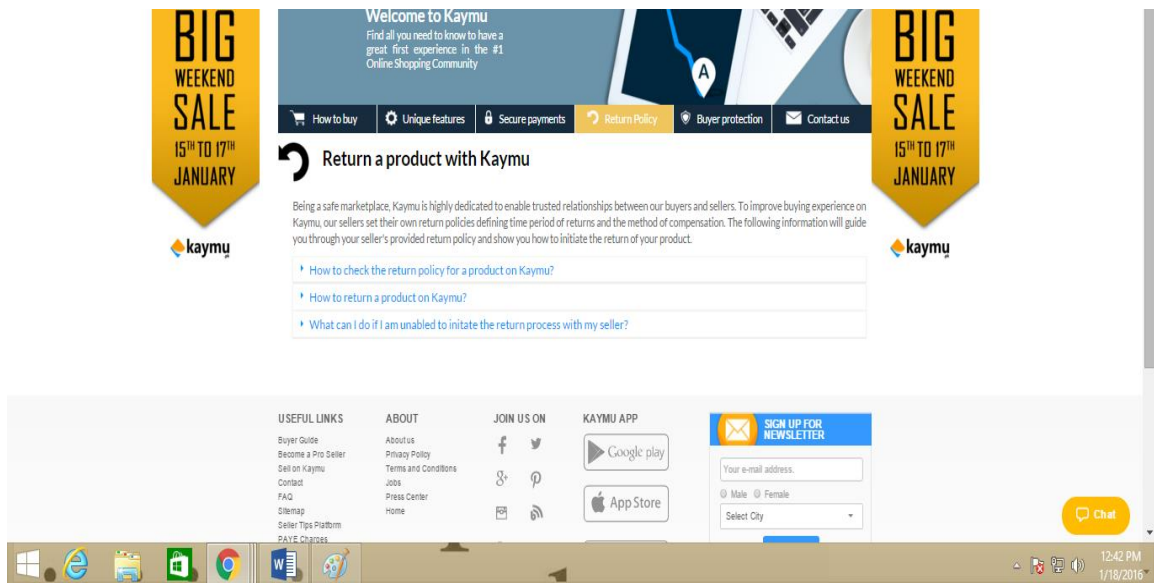 BIG
WEEKEND
SALE
15TH TO 17TH
JANUARY
kaymu
Welcome to Kaymu
Find all you need to know to have a
great first experience in the #1
Online Shopping Community
A
How to buy
Unique features
Secure payments
Return Policy
Buyer protection
Contact us
Return a product with Kaymu
Being a safe marketplace, Kaymu is highly dedicated to enable trusted relationships between our buyers and sellers. To improve buying experience on
Kaymu, our sellers set their own return policies defining time period of returns and the method of compensation. The following information will guide
you through your seller's provided return policy and show you how to initiate the return of your product.
How to check the return policy for a product on Kaymu?
How to return a product on Kaymu?
What can I do if I am unabled to initate the return process with my seller?
BIG
WEEKEND
SALE
15TH TO 17TH
JANUARY
kaymu
USEFUL LINKS
Buyer Guide
Become a Pro Seller
Sell on Kaymu
Contact
FAQ
Sitemap
Seller Tips Platform
PAYE Charges
ABOUT
About us
Privacy Policy
Terms and Conditions
Jobs
Press Center
Home
JOIN US ON
KAYMU APP
Google play
App Store
SIGN UP FOR
NEWSLETTER
Your e-mail address.
Male Female
Select City
Chat
12:42 PM
1/18/2016